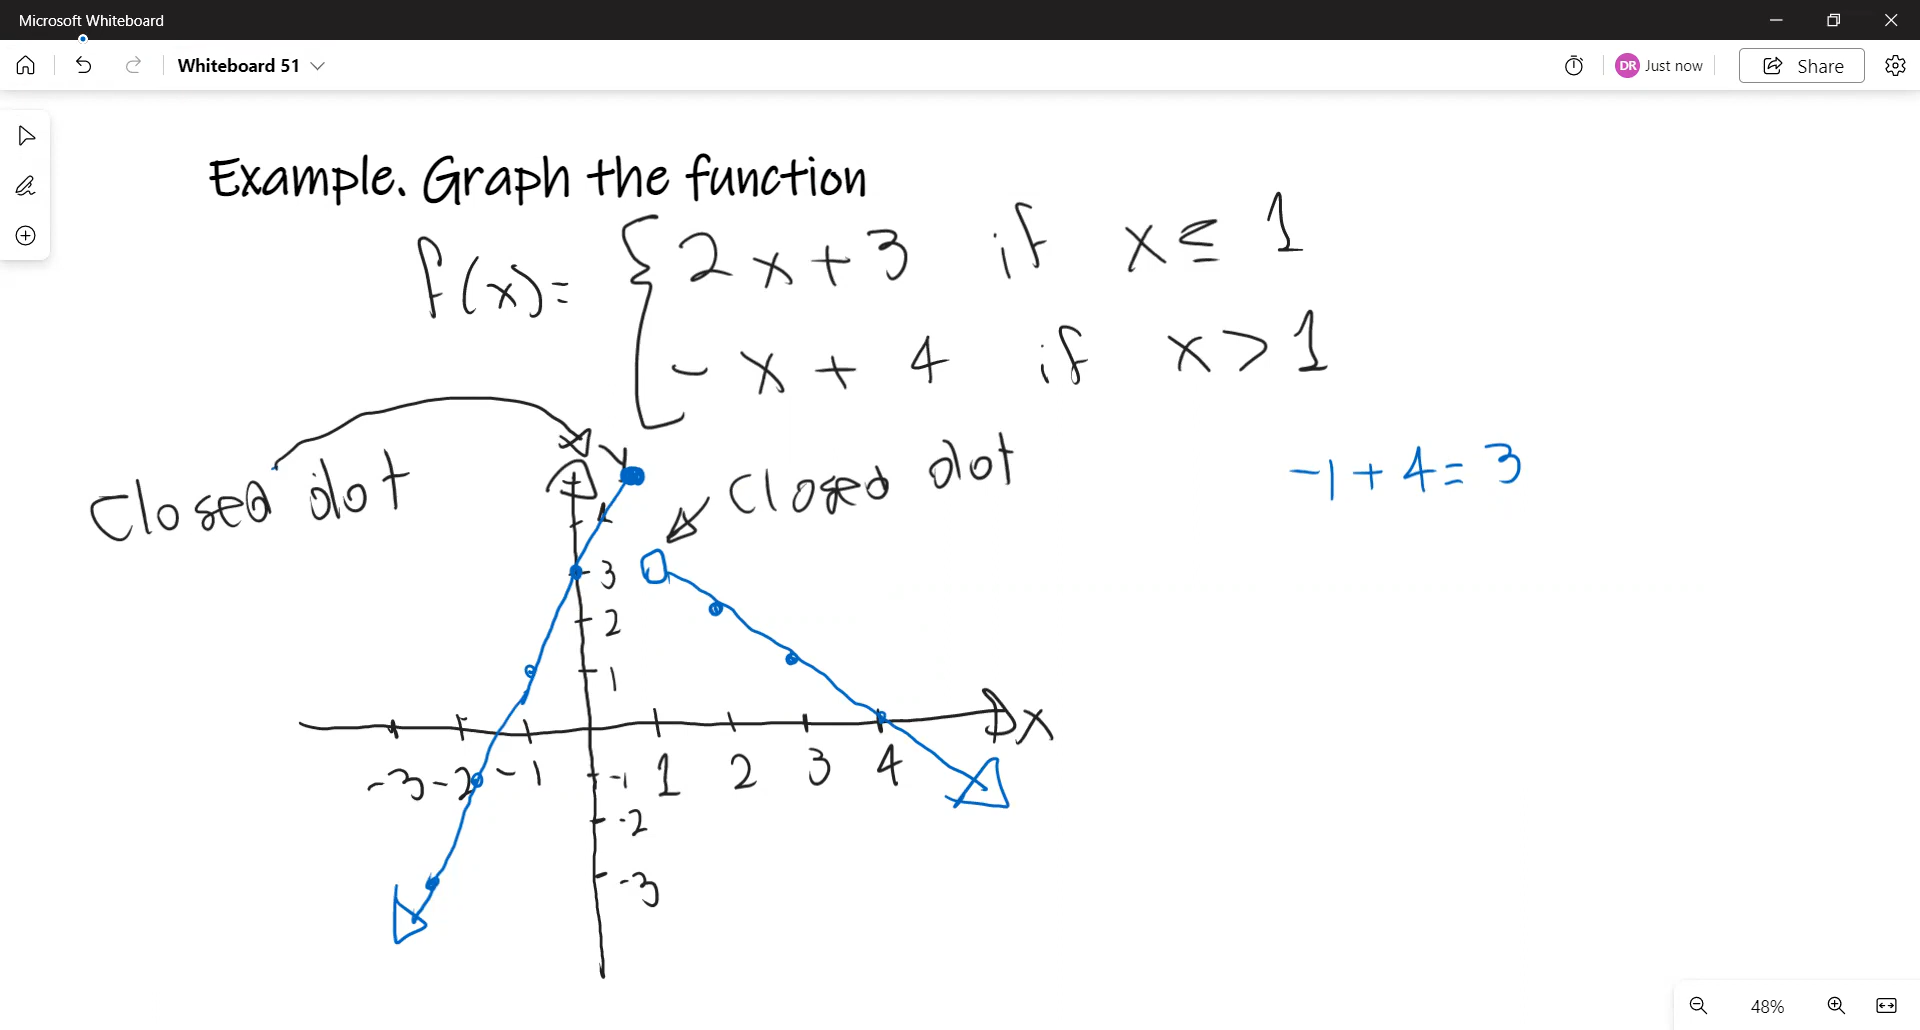 Microsoft Whiteboard
Whiteboard 51
DR Just now
Share
Example. Graph the function
f(x)= { 2x+3 if x ≤ 1
-x + 4 if x > 1
Closed dot
Closed dot
-1 + 4 = 3
4
3
2
1
x
-3 -2 -1 1 2 3 4
-1
-2
-3
48%